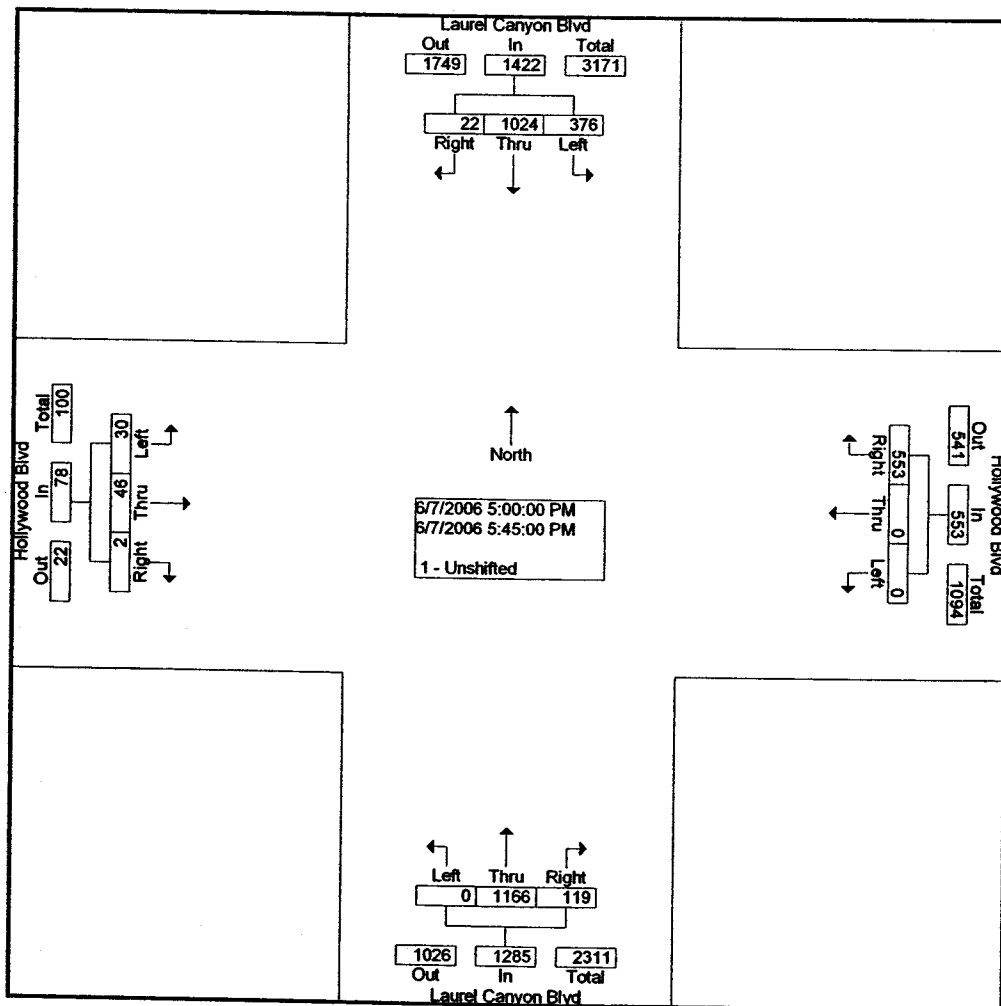 Laurel Canyon Blvd
Out In Total
1749 1422 3171
22 1024 376
Right Thru Left
Hollywood Blvd
Total In Out
100 78 22
30 46 2
Left Thru Right
North
6/7/2006 5:00:00 PM
6/7/2006 5:45:00 PM
1 - Unshifted
Hollywood Blvd
Out In Total
541 553 1094
553 0 0
Right Thru Left
Left Thru Right
0 1166 119
1026 1285 2311
Out In Total
Laurel Canyon Blvd